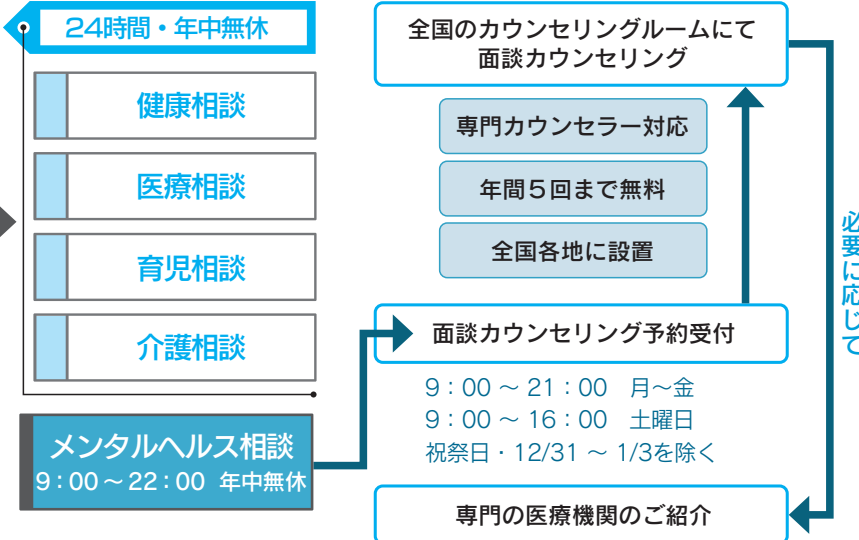 24時間・年中無休
健康相談
医療相談
育児相談
介護相談
メンタルヘルス相談
9：00～22：00 年中無休
全国のカウンセリングルームにて
面談カウンセリング
専門カウンセラー対応
年間５回まで無料
全国各地に設置
面談カウンセリング予約受付
9：00 ～ 21：00　月～金
9：00 ～ 16：00　土曜日
祝祭日・12/31 ～ 1/3を除く
専門の医療機関のご紹介
必要に応じて